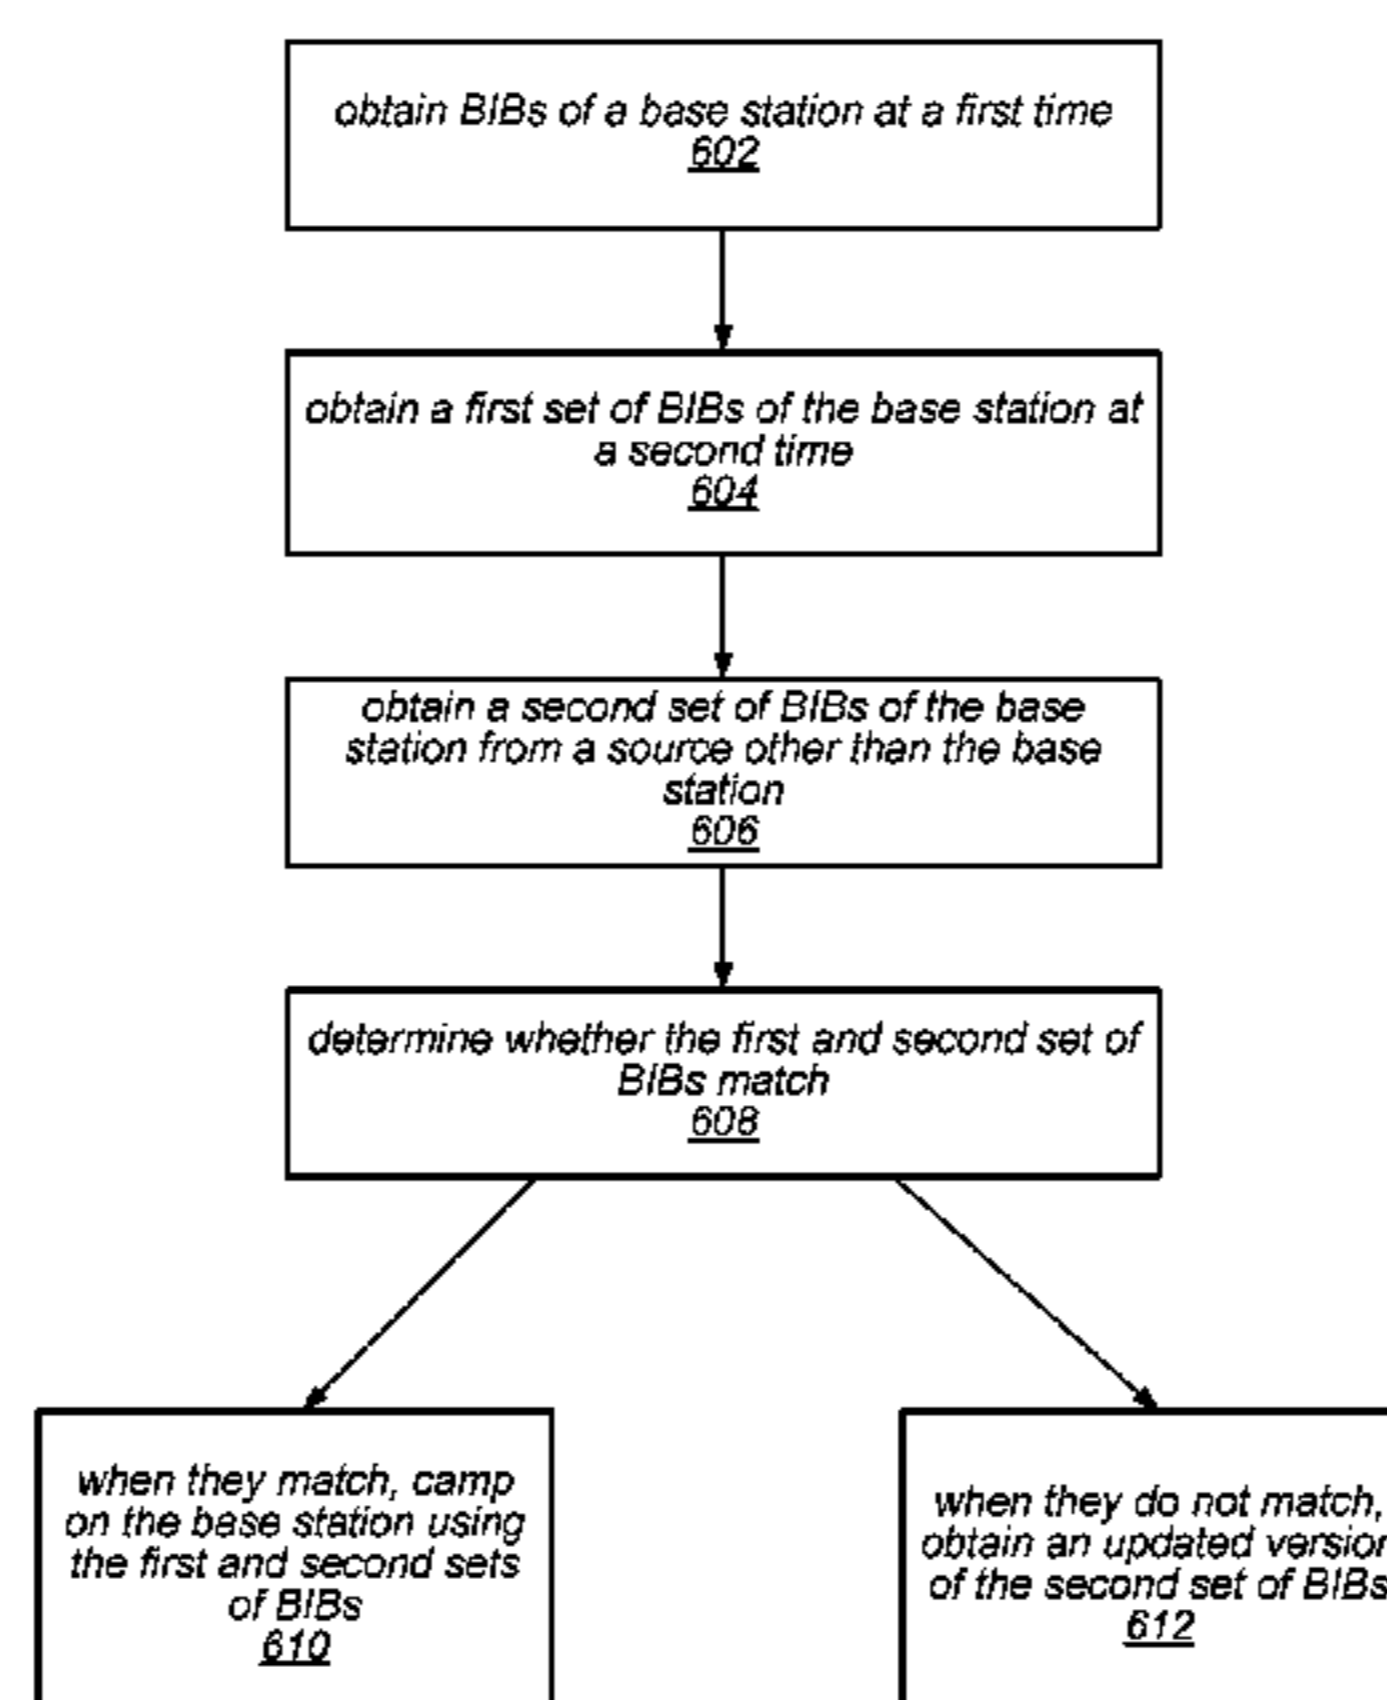 obtain BIBs of a base station at a first time
602
obtain a first set of BIBs of the base station at
a second time
604
obtain a second set of BIBs of the base
station from a source other than the base
station
606
determine whether the first and second set of
BIBs match
608
when they match, camp
on the base station using
the first and second sets
of BIBs
610
when they do not match,
obtain an updated version
of the second set of BIBs
612